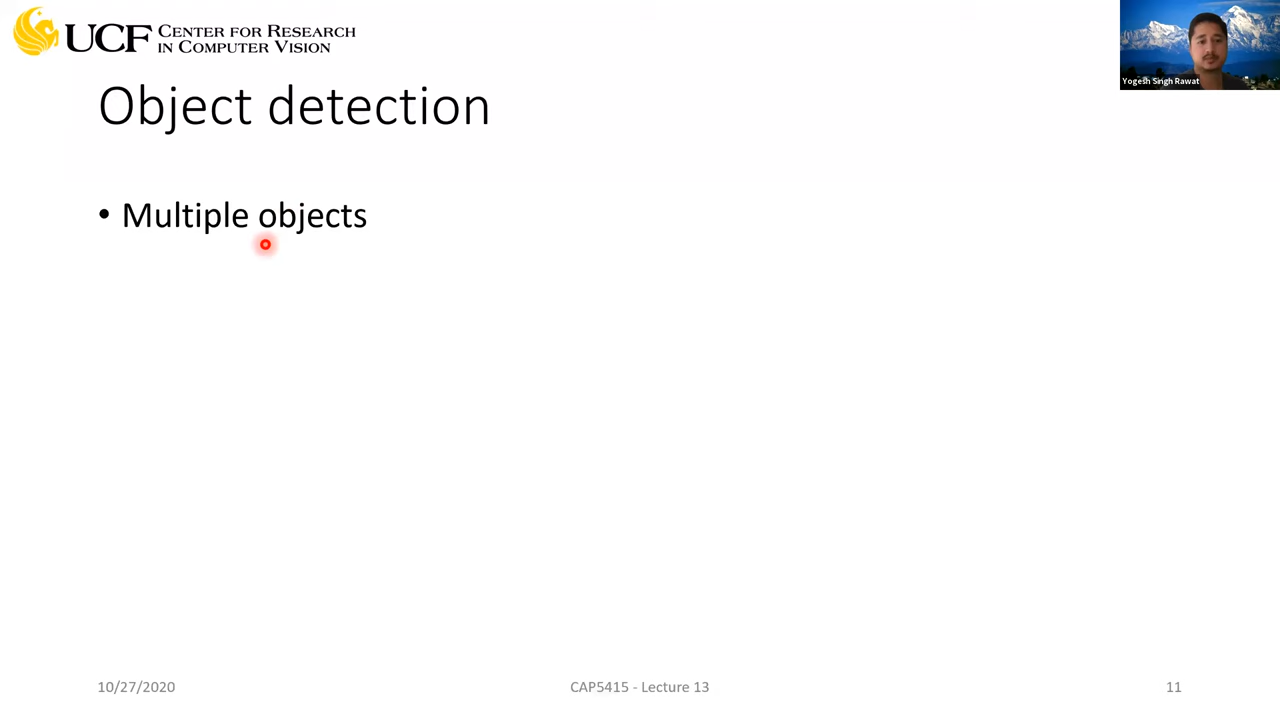 UCF CENTER FOR RESEARCH
IN COMPUTER VISION
Yogesh Singh Rawat
Object detection
• Multiple objects
10/27/2020
CAP5415 - Lecture 13
11